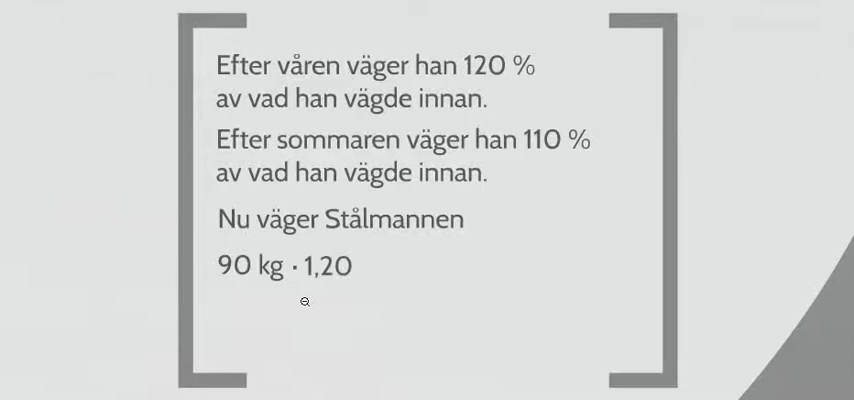 Efter våren väger han 120 %
av vad han vägde innan.
Efter sommaren väger han 110 %
av vad han vägde innan.
Nu väger Stålmannen
90 kg · 1,20